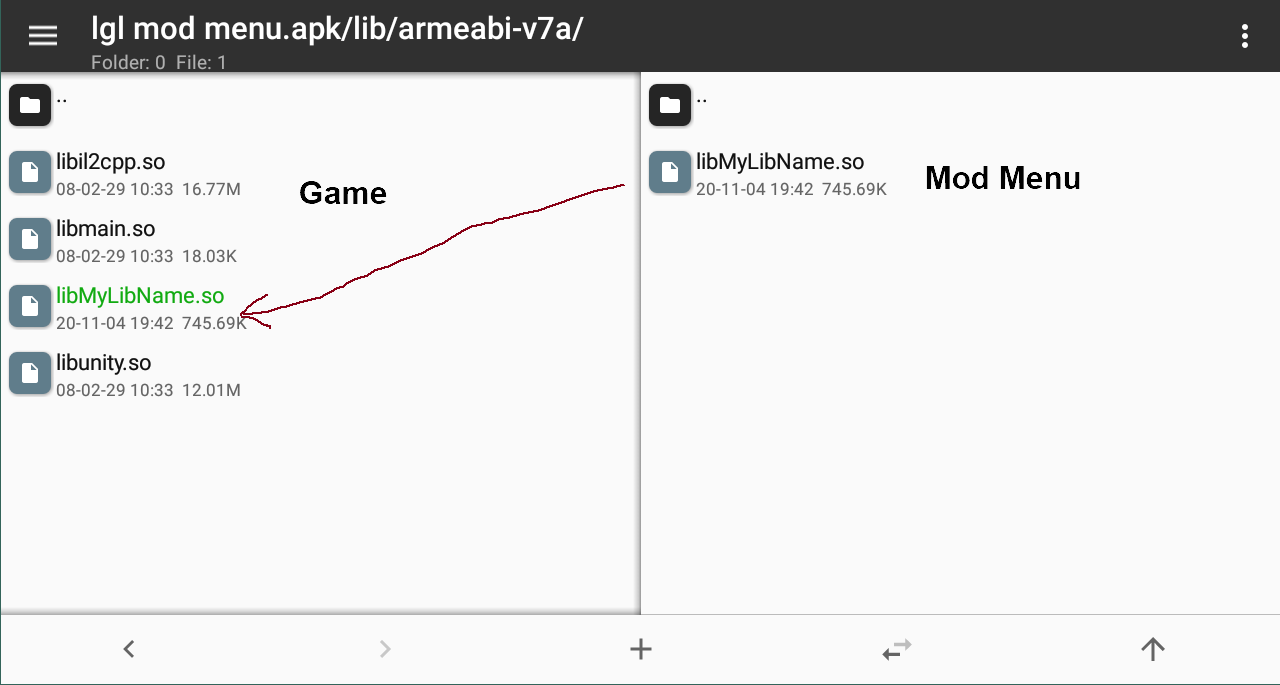 lgl mod menu.apk/lib/armeabi-v7a/
Folder: 0 File: 1
..
libil2cpp.so
08-02-29 10:33 16.77M
Game
libmain.so
08-02-29 10:33 18.03K
libMyLibName.so
20-11-04 19:42 745.69K
libunity.so
08-02-29 10:33 12.01M
..
libMyLibName.so
20-11-04 19:42 745.69K
Mod Menu